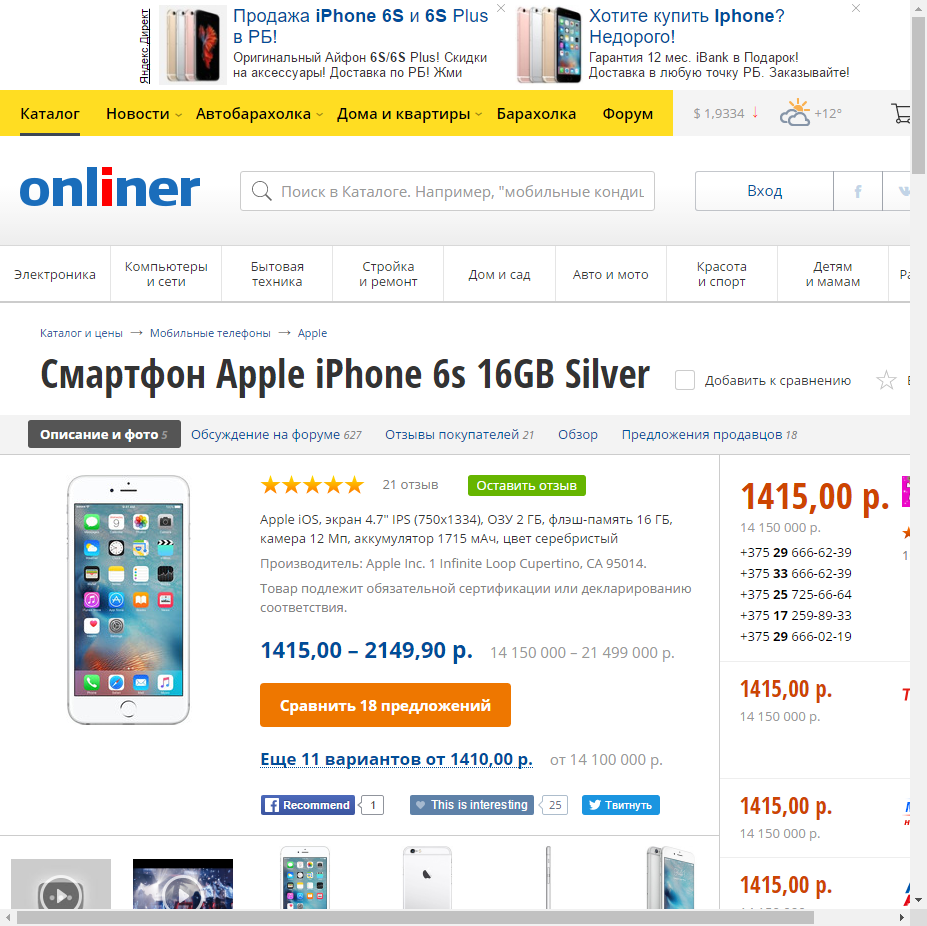 Яндекс.Директ
Продажа iPhone 6S и 6S Plus
в РБ!
Оригинальный Айфон 6S/6S Plus! Скидки
на аксессуары! Доставка по РБ! Жми
Хотите купить Iphone?
Недорого!
Гарантия 12 мес. iBank в Подарок!
Доставка в любую точку РБ. Заказывайте!
Каталог Новости Автобарахолка Дома и квартиры Барахолка Форум $ 1,9334 ↓ +12°
onliner
Поиск в Каталоге. Например, "мобильные кондиц
Вход
Электроника
Компьютеры
и сети
Бытовая
техника
Стройка
и ремонт
Дом и сад
Авто и мото
Красота
и спорт
Детям
и мамам
Каталог и цены → Мобильные телефоны → Apple
Смартфон Apple iPhone 6s 16GB Silver
Добавить к сравнению
Описание и фото 5 Обсуждение на форуме 627 Отзывы покупателей 21 Обзор Предложения продавцов 18
21 отзыв
Оставить отзыв
Apple iOS, экран 4.7" IPS (750x1334), ОЗУ 2 ГБ, флэш-память 16 ГБ,
камера 12 Мп, аккумулятор 1715 мАч, цвет серебристый
Производитель: Apple Inc. 1 Infinite Loop Cupertino, CA 95014.
Товар подлежит обязательной сертификации или декларированию
соответствия.
1415,00 – 2149,90 р. 14 150 000 – 21 499 000 р.
Сравнить 18 предложений
Еще 11 вариантов от 1410,00 р. от 14 100 000 р.
Recommend 1
This is interesting 25
Твитнуть
1415,00 р.
14 150 000 р.
+375 29 666-62-39
+375 33 666-62-39
+375 25 725-66-64
+375 17 259-89-33
+375 29 666-02-19
1415,00 р.
14 150 000 р.
1415,00 р.
14 150 000 р.
1415,00 р.